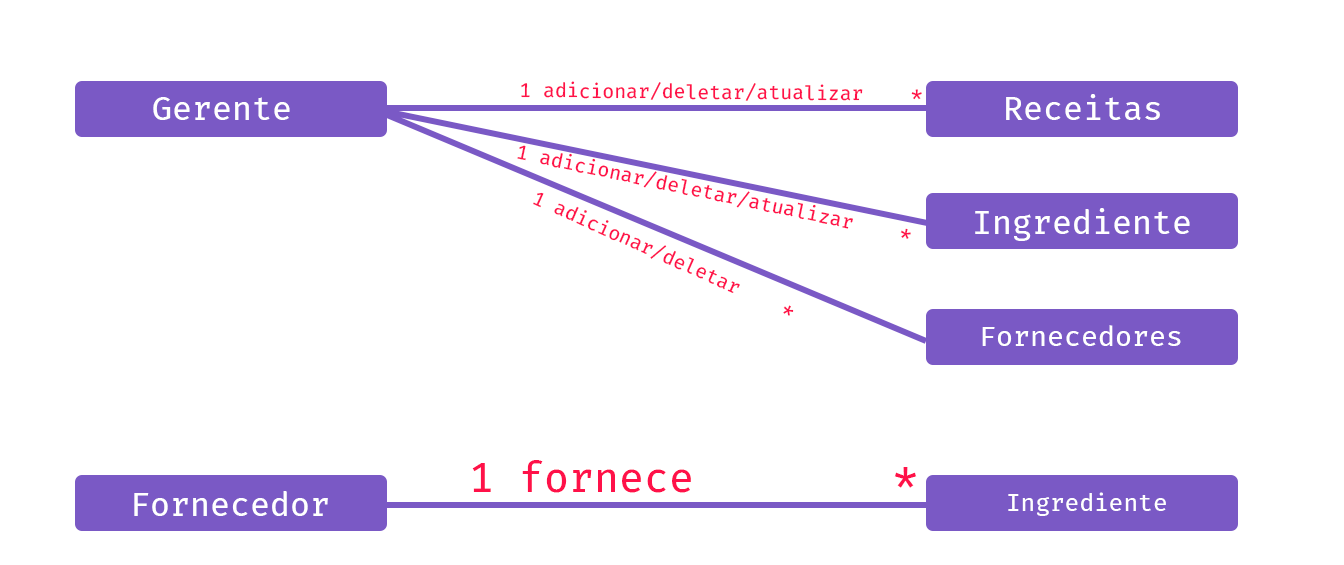 Gerente
1 adicionar/deletar/atualizar *
Receitas
1 adicionar/deletar/atualizar *
Ingrediente
1 adicionar/deletar *
Fornecedores
Fornecedor
1 fornece *
Ingrediente